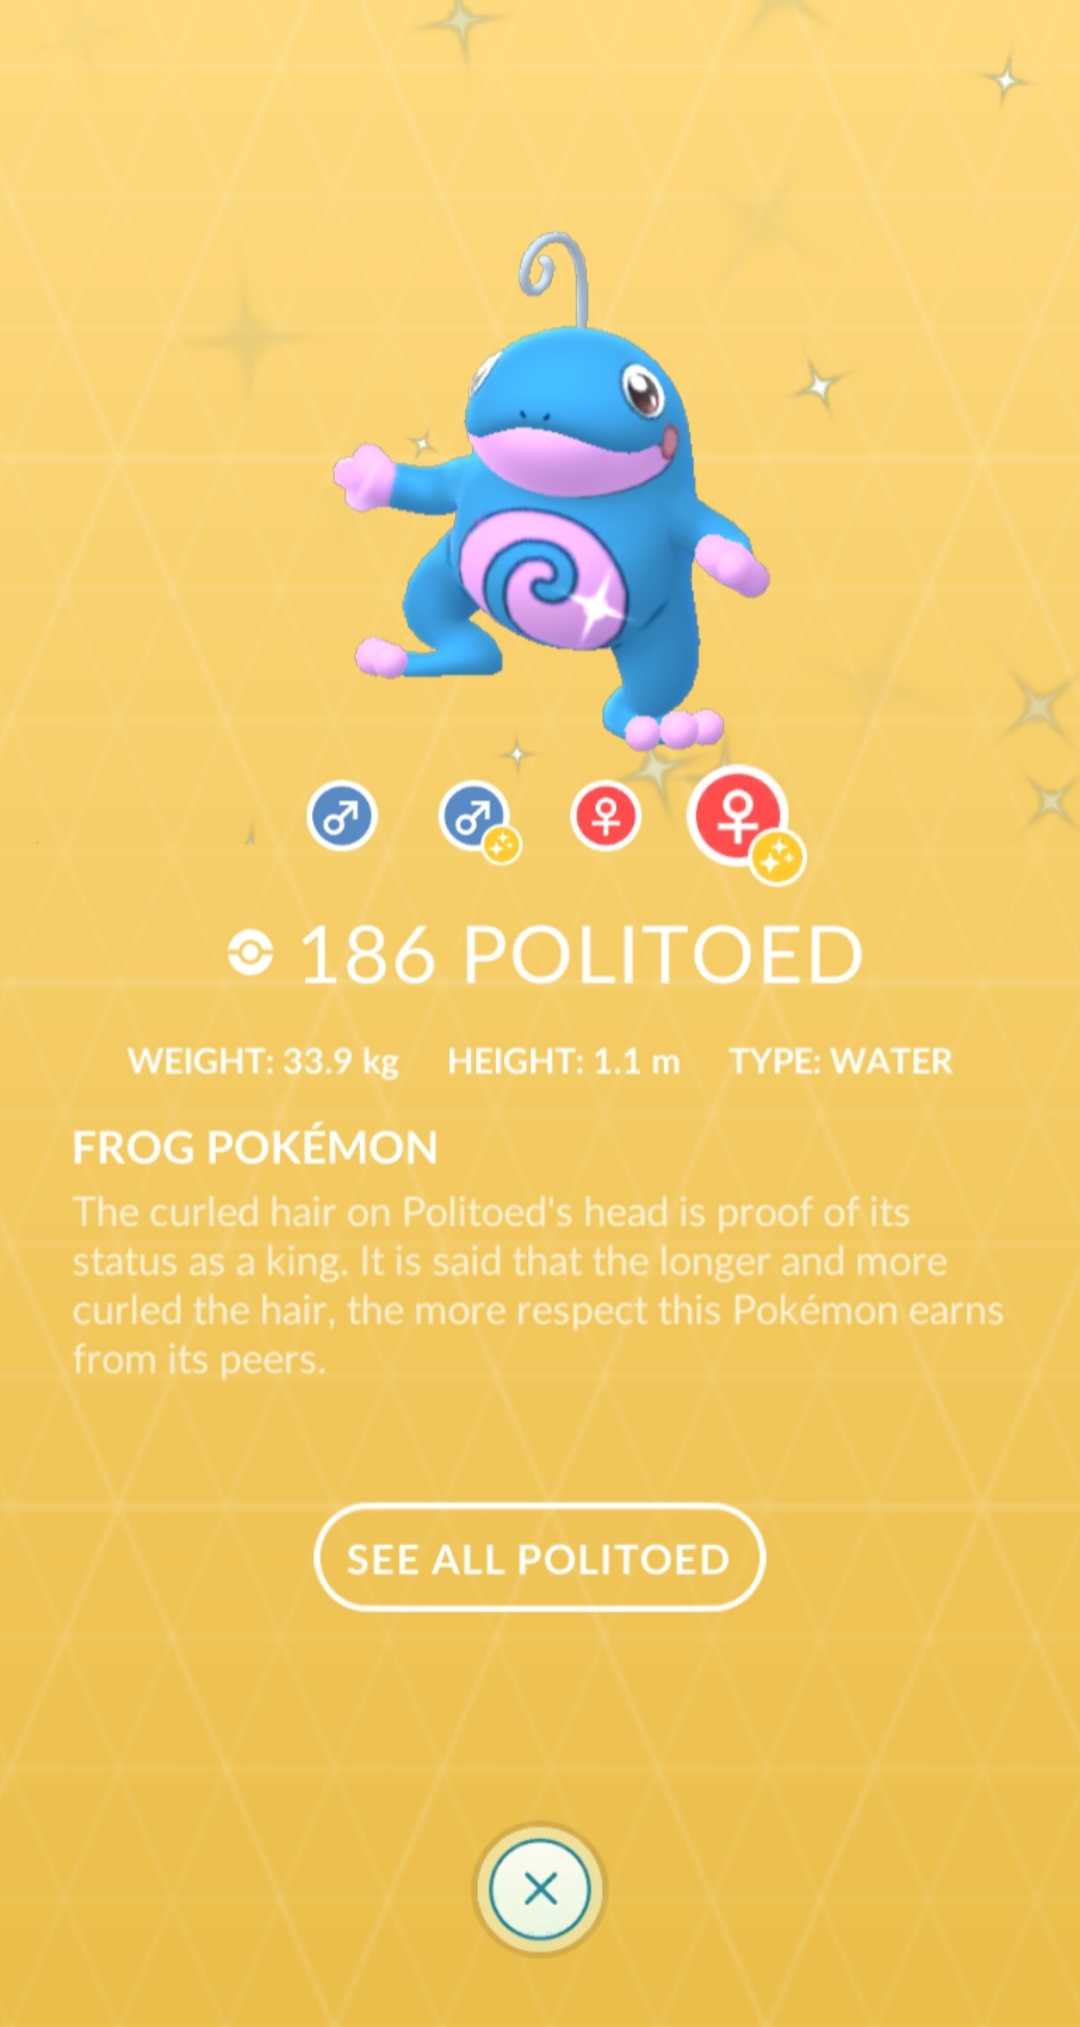 186 POLITOED
WEIGHT: 33.9 kg HEIGHT: 1.1 m TYPE: WATER
FROG POKÉMON
The curled hair on Politoed's head is proof of its
status as a king. It is said that the longer and more
curled the hair, the more respect this Pokémon earns
from its peers.
SEE ALL POLITOED